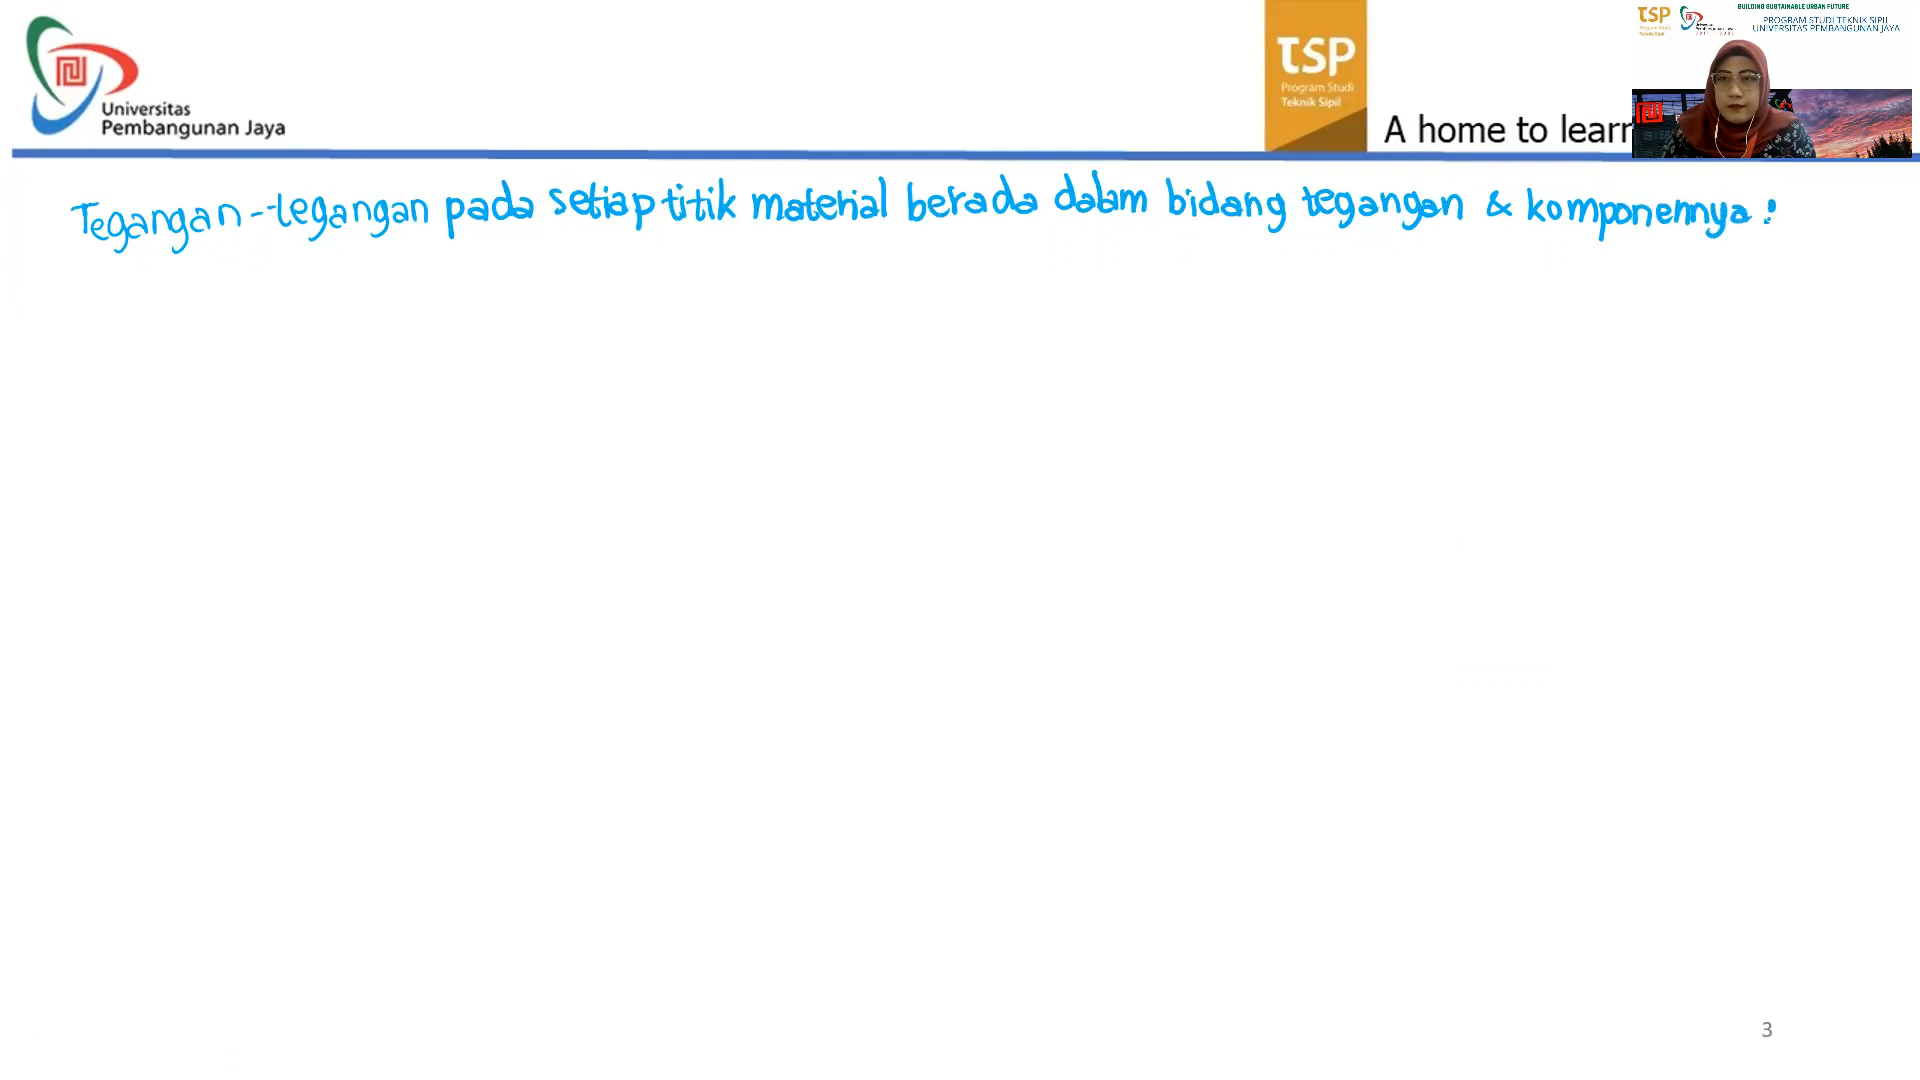 Universitas
Pembangunan Jaya
TSP
Program Studi
Teknik Sipil
A home to learn
BUILDING SUSTAINABLE URBAN FUTURE
TSP
PROGRAM STUDI TEKNIK SIPIL
UNIVERSITAS PEMBANGUNAN JAYA
Tegangan--tegangan pada setiap titik material berada dalam bidang tegangan & komponennya :
3